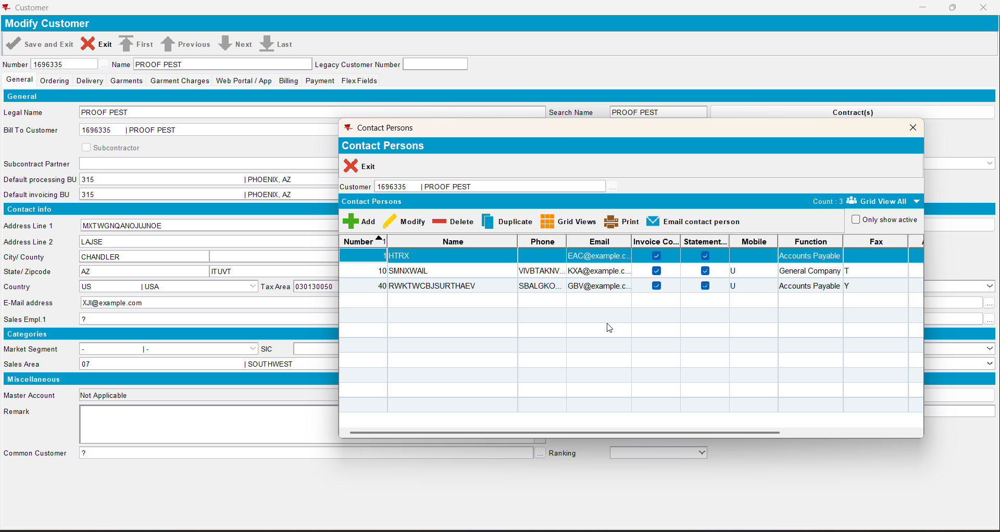 Customer
Modify Customer
Save and Exit Exit First Previous Next Last
Number 1696335 ... Name PROOF PEST Legacy Customer Number
General Ordering Delivery Garments Garment Charges Web Portal / App Billing Payment FlexFields
General
Legal Name PROOF PEST Search Name PROOF PEST Contract(s)
Bill To Customer 1696335 | PROOF PEST
Subcontractor
Subcontract Partner
Default processing BU 315 | PHOENIX, AZ
Default invoicing BU 315 | PHOENIX, AZ
Contact info
Address Line 1 MXTWGNQANOJUJNOE
Address Line 2 LAJSE
City/ County CHANDLER
State/ Zipcode AZ ITUVT
Country US | USA Tax Area 030130050
E-Mail address XJI@example.com ...
Sales Empl.1 ? ...
Categories
Market Segment - | - SIC
Sales Area 07 | SOUTHWEST
Miscellaneous
Master Account Not Applicable
Remark
Common Customer ? ... Ranking
Contact Persons
Contact Persons
Exit
Customer 1696335 | PROOF PEST ...
Contact Persons Count : 3 Grid View All
Add Modify Delete Duplicate Grid Views Print Email contact person Only show active
Number 1 Name Phone Email Invoice Co... Statement... Mobile Function Fax
1 HTRX EAC@example.c... Accounts Payable
10 SMNXWAIL VIVBTAKNV... KXA@example.c... U General Company T
40 RWKTWCBJSURTHAEV SBALGKO... GBV@example.c... U Accounts Payable Y